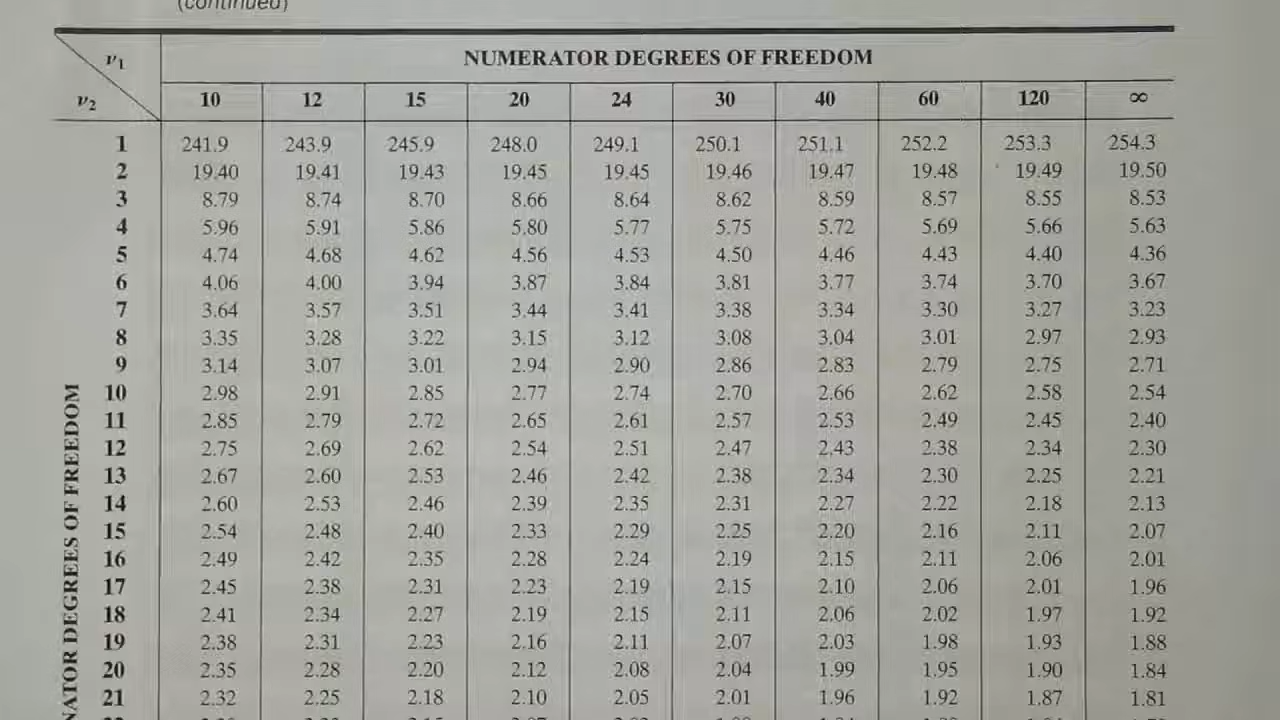 (continued)
ν1 NUMERATOR DEGREES OF FREEDOM
ν2 10 12 15 20 24 30 40 60 120 ∞
1 241.9 243.9 245.9 248.0 249.1 250.1 251.1 252.2 253.3 254.3
2 19.40 19.41 19.43 19.45 19.45 19.46 19.47 19.48 19.49 19.50
3 8.79 8.74 8.70 8.66 8.64 8.62 8.59 8.57 8.55 8.53
4 5.96 5.91 5.86 5.80 5.77 5.75 5.72 5.69 5.66 5.63
5 4.74 4.68 4.62 4.56 4.53 4.50 4.46 4.43 4.40 4.36
6 4.06 4.00 3.94 3.87 3.84 3.81 3.77 3.74 3.70 3.67
7 3.64 3.57 3.51 3.44 3.41 3.38 3.34 3.30 3.27 3.23
8 3.35 3.28 3.22 3.15 3.12 3.08 3.04 3.01 2.97 2.93
9 3.14 3.07 3.01 2.94 2.90 2.86 2.83 2.79 2.75 2.71
10 2.98 2.91 2.85 2.77 2.74 2.70 2.66 2.62 2.58 2.54
11 2.85 2.79 2.72 2.65 2.61 2.57 2.53 2.49 2.45 2.40
12 2.75 2.69 2.62 2.54 2.51 2.47 2.43 2.38 2.34 2.30
13 2.67 2.60 2.53 2.46 2.42 2.38 2.34 2.30 2.25 2.21
14 2.60 2.53 2.46 2.39 2.35 2.31 2.27 2.22 2.18 2.13
15 2.54 2.48 2.40 2.33 2.29 2.25 2.20 2.16 2.11 2.07
16 2.49 2.42 2.35 2.28 2.24 2.19 2.15 2.11 2.06 2.01
17 2.45 2.38 2.31 2.23 2.19 2.15 2.10 2.06 2.01 1.96
18 2.41 2.34 2.27 2.19 2.15 2.11 2.06 2.02 1.97 1.92
19 2.38 2.31 2.23 2.16 2.11 2.07 2.03 1.98 1.93 1.88
20 2.35 2.28 2.20 2.12 2.08 2.04 1.99 1.95 1.90 1.84
21 2.32 2.25 2.18 2.10 2.05 2.01 1.96 1.92 1.87 1.81
NATOR DEGREES OF FREEDOM